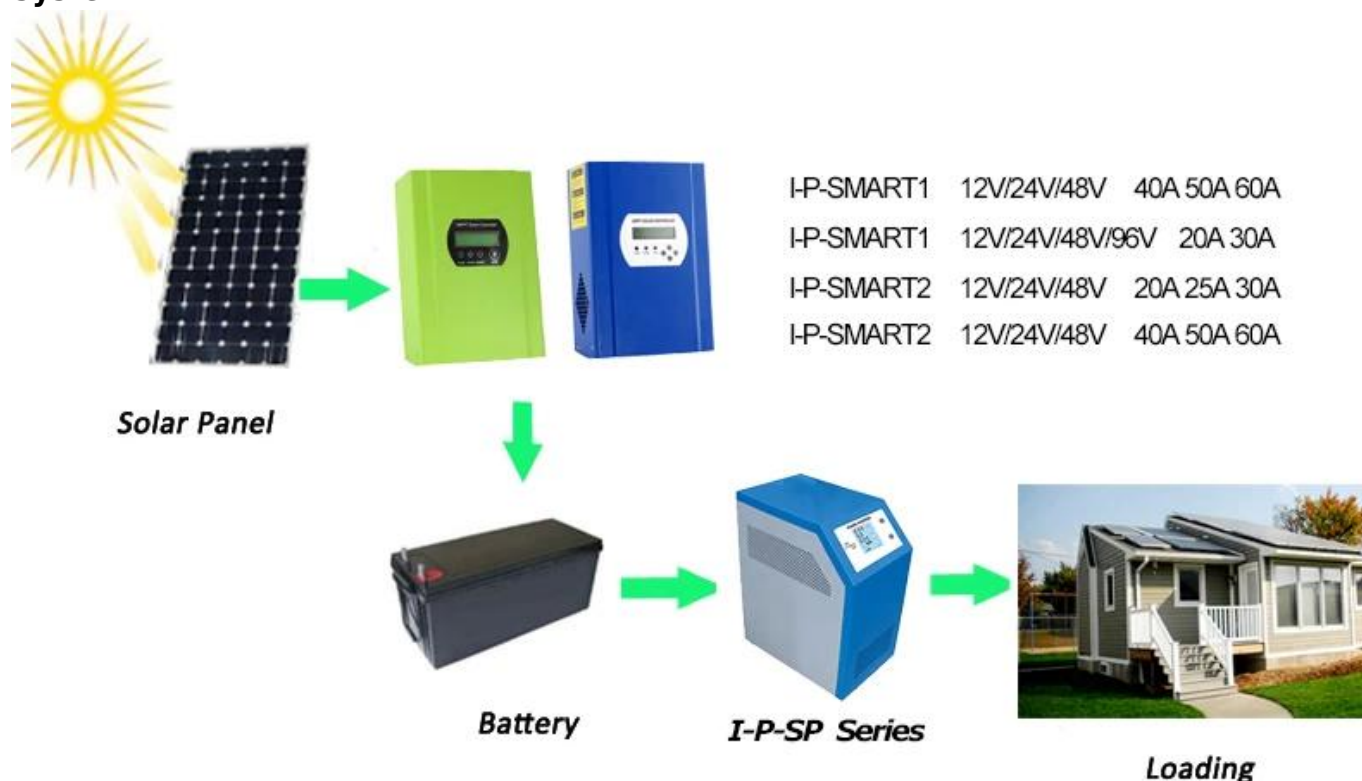 I-P-SMART1 12V/24V/48V 40A 50A 60A
I-P-SMART1 12V/24V/48V/96V 20A 30A
I-P-SMART2 12V/24V/48V 20A 25A 30A
I-P-SMART2 12V/24V/48V 40A 50A 60A
Solar Panel
Battery
I-P-SP Series
Loading